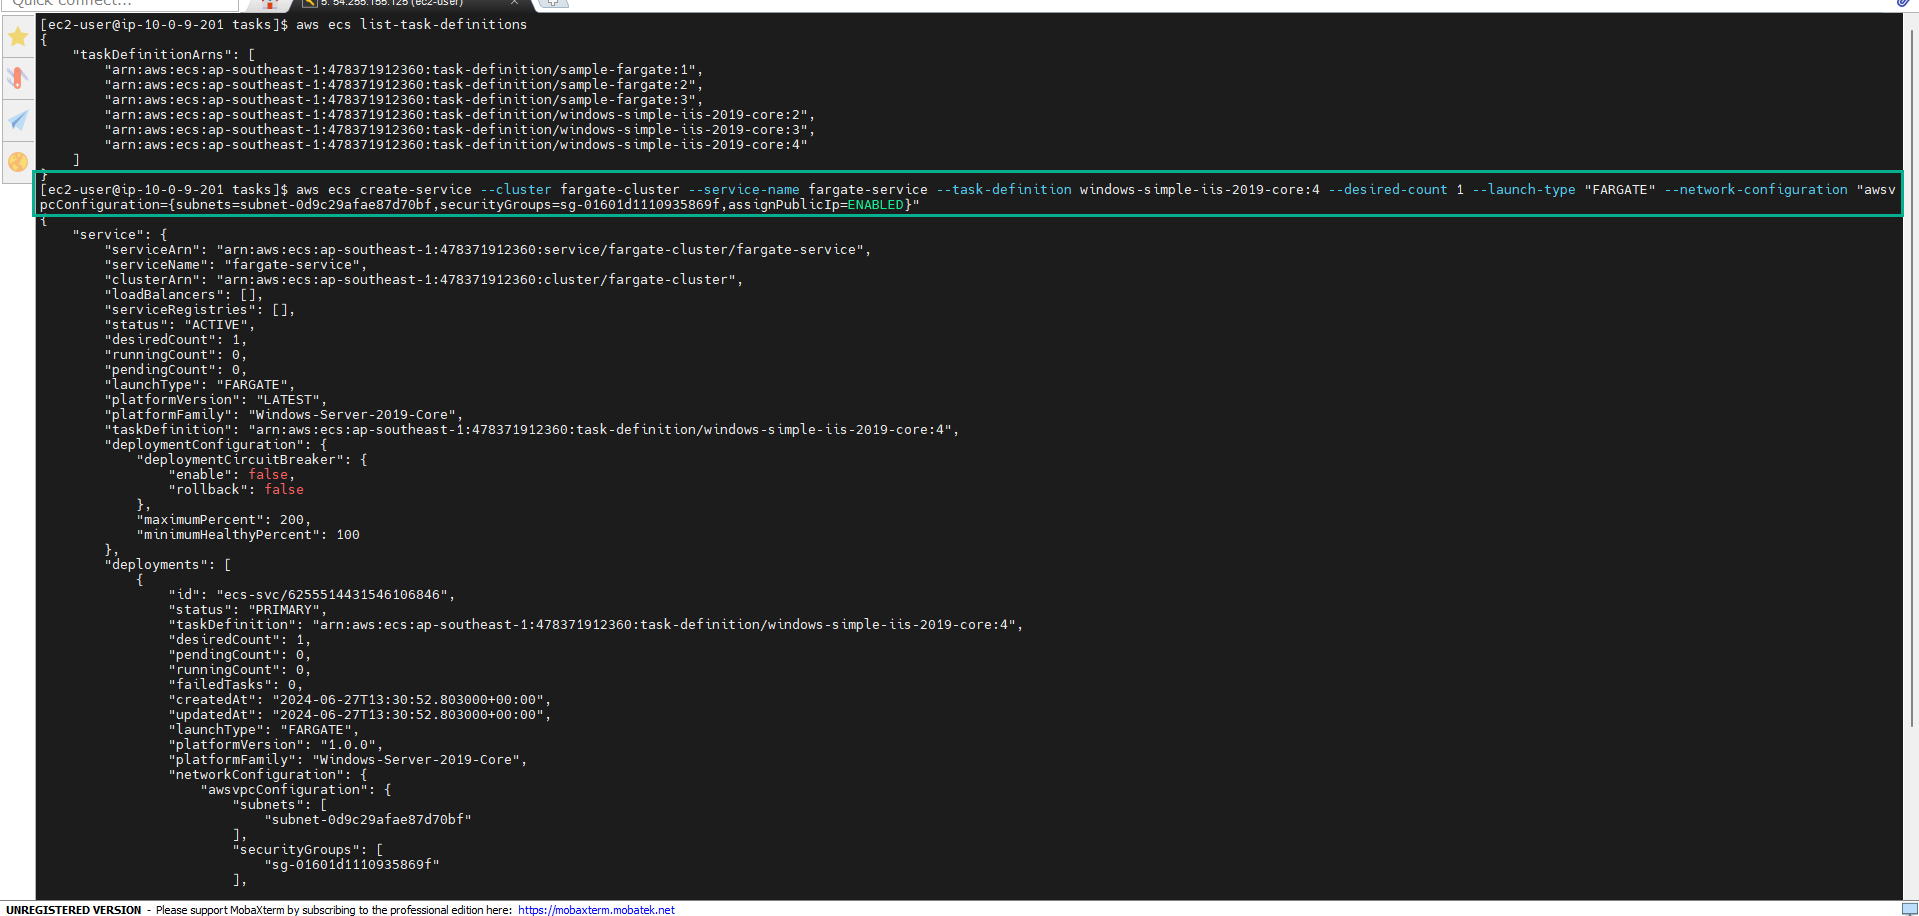 Quick connect...
5. 54.255.155.125 (ec2-user)
[ec2-user@ip-10-0-9-201 tasks]$ aws ecs list-task-definitions
{
    "taskDefinitionArns": [
        "arn:aws:ecs:ap-southeast-1:478371912360:task-definition/sample-fargate:1",
        "arn:aws:ecs:ap-southeast-1:478371912360:task-definition/sample-fargate:2",
        "arn:aws:ecs:ap-southeast-1:478371912360:task-definition/sample-fargate:3",
        "arn:aws:ecs:ap-southeast-1:478371912360:task-definition/windows-simple-iis-2019-core:2",
        "arn:aws:ecs:ap-southeast-1:478371912360:task-definition/windows-simple-iis-2019-core:3",
        "arn:aws:ecs:ap-southeast-1:478371912360:task-definition/windows-simple-iis-2019-core:4"
    ]
}
[ec2-user@ip-10-0-9-201 tasks]$ aws ecs create-service --cluster fargate-cluster --service-name fargate-service --task-definition windows-simple-iis-2019-core:4 --desired-count 1 --launch-type "FARGATE" --network-configuration "awsv
pcConfiguration={subnets=subnet-0d9c29afae87d70bf,securityGroups=sg-01601d1110935869f,assignPublicIp=ENABLED}"
{
    "service": {
        "serviceArn": "arn:aws:ecs:ap-southeast-1:478371912360:service/fargate-cluster/fargate-service",
        "serviceName": "fargate-service",
        "clusterArn": "arn:aws:ecs:ap-southeast-1:478371912360:cluster/fargate-cluster",
        "loadBalancers": [],
        "serviceRegistries": [],
        "status": "ACTIVE",
        "desiredCount": 1,
        "runningCount": 0,
        "pendingCount": 0,
        "launchType": "FARGATE",
        "platformVersion": "LATEST",
        "platformFamily": "Windows-Server-2019-Core",
        "taskDefinition": "arn:aws:ecs:ap-southeast-1:478371912360:task-definition/windows-simple-iis-2019-core:4",
        "deploymentConfiguration": {
            "deploymentCircuitBreaker": {
                "enable": false,
                "rollback": false
            },
            "maximumPercent": 200,
            "minimumHealthyPercent": 100
        },
        "deployments": [
            {
                "id": "ecs-svc/6255514431546106846",
                "status": "PRIMARY",
                "taskDefinition": "arn:aws:ecs:ap-southeast-1:478371912360:task-definition/windows-simple-iis-2019-core:4",
                "desiredCount": 1,
                "pendingCount": 0,
                "runningCount": 0,
                "failedTasks": 0,
                "createdAt": "2024-06-27T13:30:52.803000+00:00",
                "updatedAt": "2024-06-27T13:30:52.803000+00:00",
                "launchType": "FARGATE",
                "platformVersion": "1.0.0",
                "platformFamily": "Windows-Server-2019-Core",
                "networkConfiguration": {
                    "awsvpcConfiguration": {
                        "subnets": [
                            "subnet-0d9c29afae87d70bf"
                        ],
                        "securityGroups": [
                            "sg-01601d1110935869f"
                        ],
UNREGISTERED VERSION - Please support MobaXterm by subscribing to the professional edition here: https://mobaxterm.mobatek.net